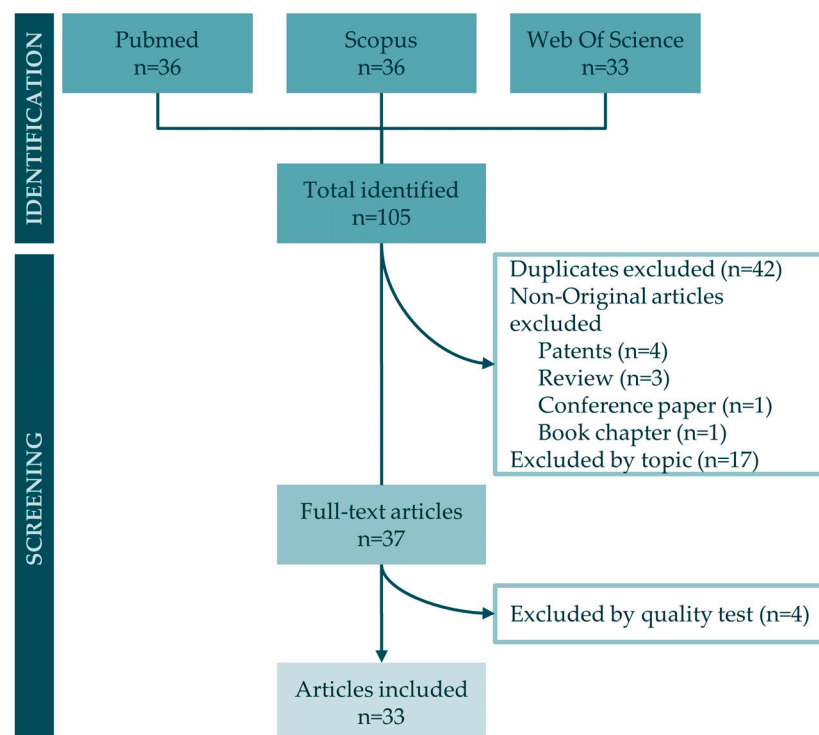 IDENTIFICATION
Pubmed
n=36
Scopus
n=36
Web Of Science
n=33
Total identified
n=105
SCREENING
Duplicates excluded (n=42)
Non-Original articles
excluded
Patents (n=4)
Review (n=3)
Conference paper (n=1)
Book chapter (n=1)
Excluded by topic (n=17)
Full-text articles
n=37
Excluded by quality test (n=4)
Articles included
n=33